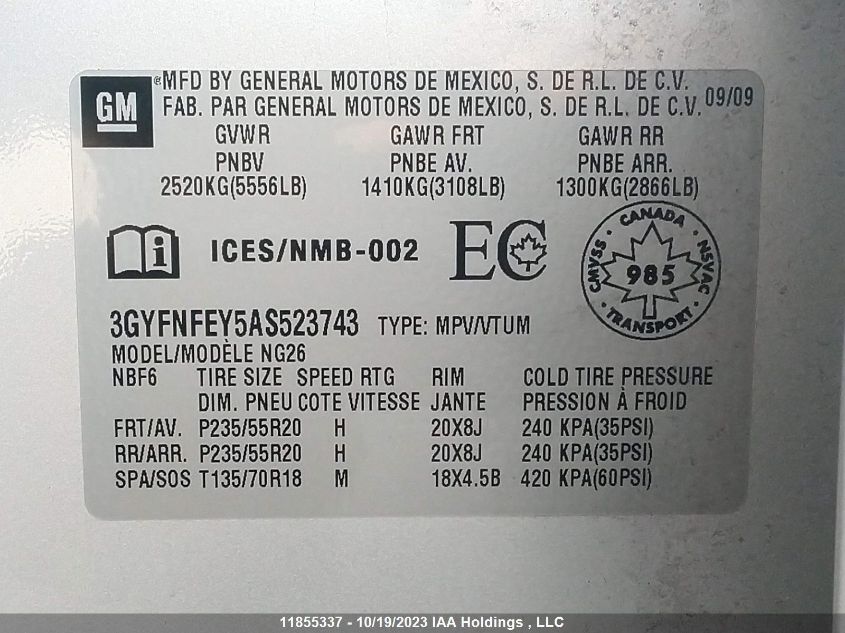 GM
®MFD BY GENERAL MOTORS DE MEXICO, S. DE R.L. DE C.V.
FAB. PAR GENERAL MOTORS DE MEXICO, S. DE R.L. DE C.V. 09/09
GVWR GAWR FRT GAWR RR
PNBV PNBE AV. PNBE ARR.
2520KG(5556LB) 1410KG(3108LB) 1300KG(2866LB)
i ICES/NMB-002 EC
CANADA
CMVSS 985 NSVAC
TRANSPORT
3GYFNFEY5AS523743 TYPE: MPV/VTUM
MODEL/MODÈLE NG26
NBF6 TIRE SIZE SPEED RTG RIM COLD TIRE PRESSURE
DIM. PNEU COTE VITESSE JANTE PRESSION À FROID
FRT/AV. P235/55R20 H 20X8J 240 KPA(35PSI)
RR/ARR. P235/55R20 H 20X8J 240 KPA(35PSI)
SPA/SOS T135/70R18 M 18X4.5B 420 KPA(60PSI)
11855337 - 10/19/2023 IAA Holdings , LLC